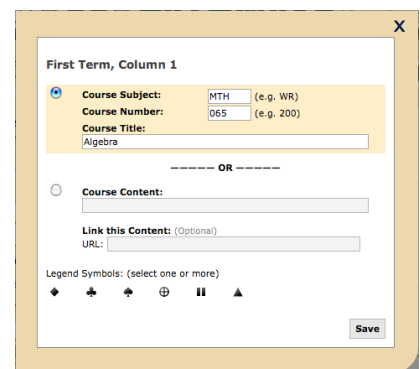 X
First Term, Column 1
Course Subject: MTH (e.g. WR)
Course Number: 065 (e.g. 200)
Course Title:
Algebra
————— OR —————
Course Content:
Link this Content: (Optional)
URL:
Legend Symbols: (select one or more)
◆ ♣ ♠ ⊕ ▮▮ ▲
Save